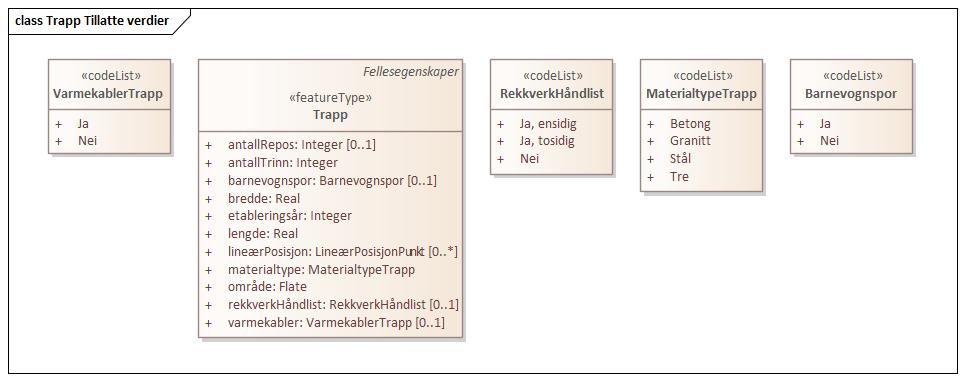 class Trapp Tillatte verdier
«codeList»
VarmekablerTrapp
+ Ja
+ Nei
Fellesegenskaper
«featureType»
Trapp
+ antallRepos: Integer [0..1]
+ antallTrinn: Integer
+ barnevognspor: Barnevognspor [0..1]
+ bredde: Real
+ etableringsår: Integer
+ lengde: Real
+ lineærPosisjon: LineærPosisjonPunkt [0..*]
+ materialtype: MaterialtypeTrapp
+ område: Flate
+ rekkverkHåndlist: RekkverkHåndlist [0..1]
+ varmekabler: VarmekablerTrapp [0..1]
«codeList»
RekkverkHåndlist
+ Ja, ensidig
+ Ja, tosidig
+ Nei
«codeList»
MaterialtypeTrapp
+ Betong
+ Granitt
+ Stål
+ Tre
«codeList»
Barnevognspor
+ Ja
+ Nei